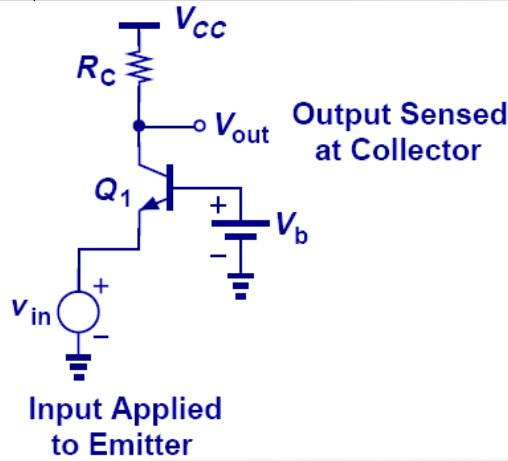 VCC
RC
Vout
Output Sensed
at Collector
Q1
+
Vb
−
vin
+
−
Input Applied
to Emitter